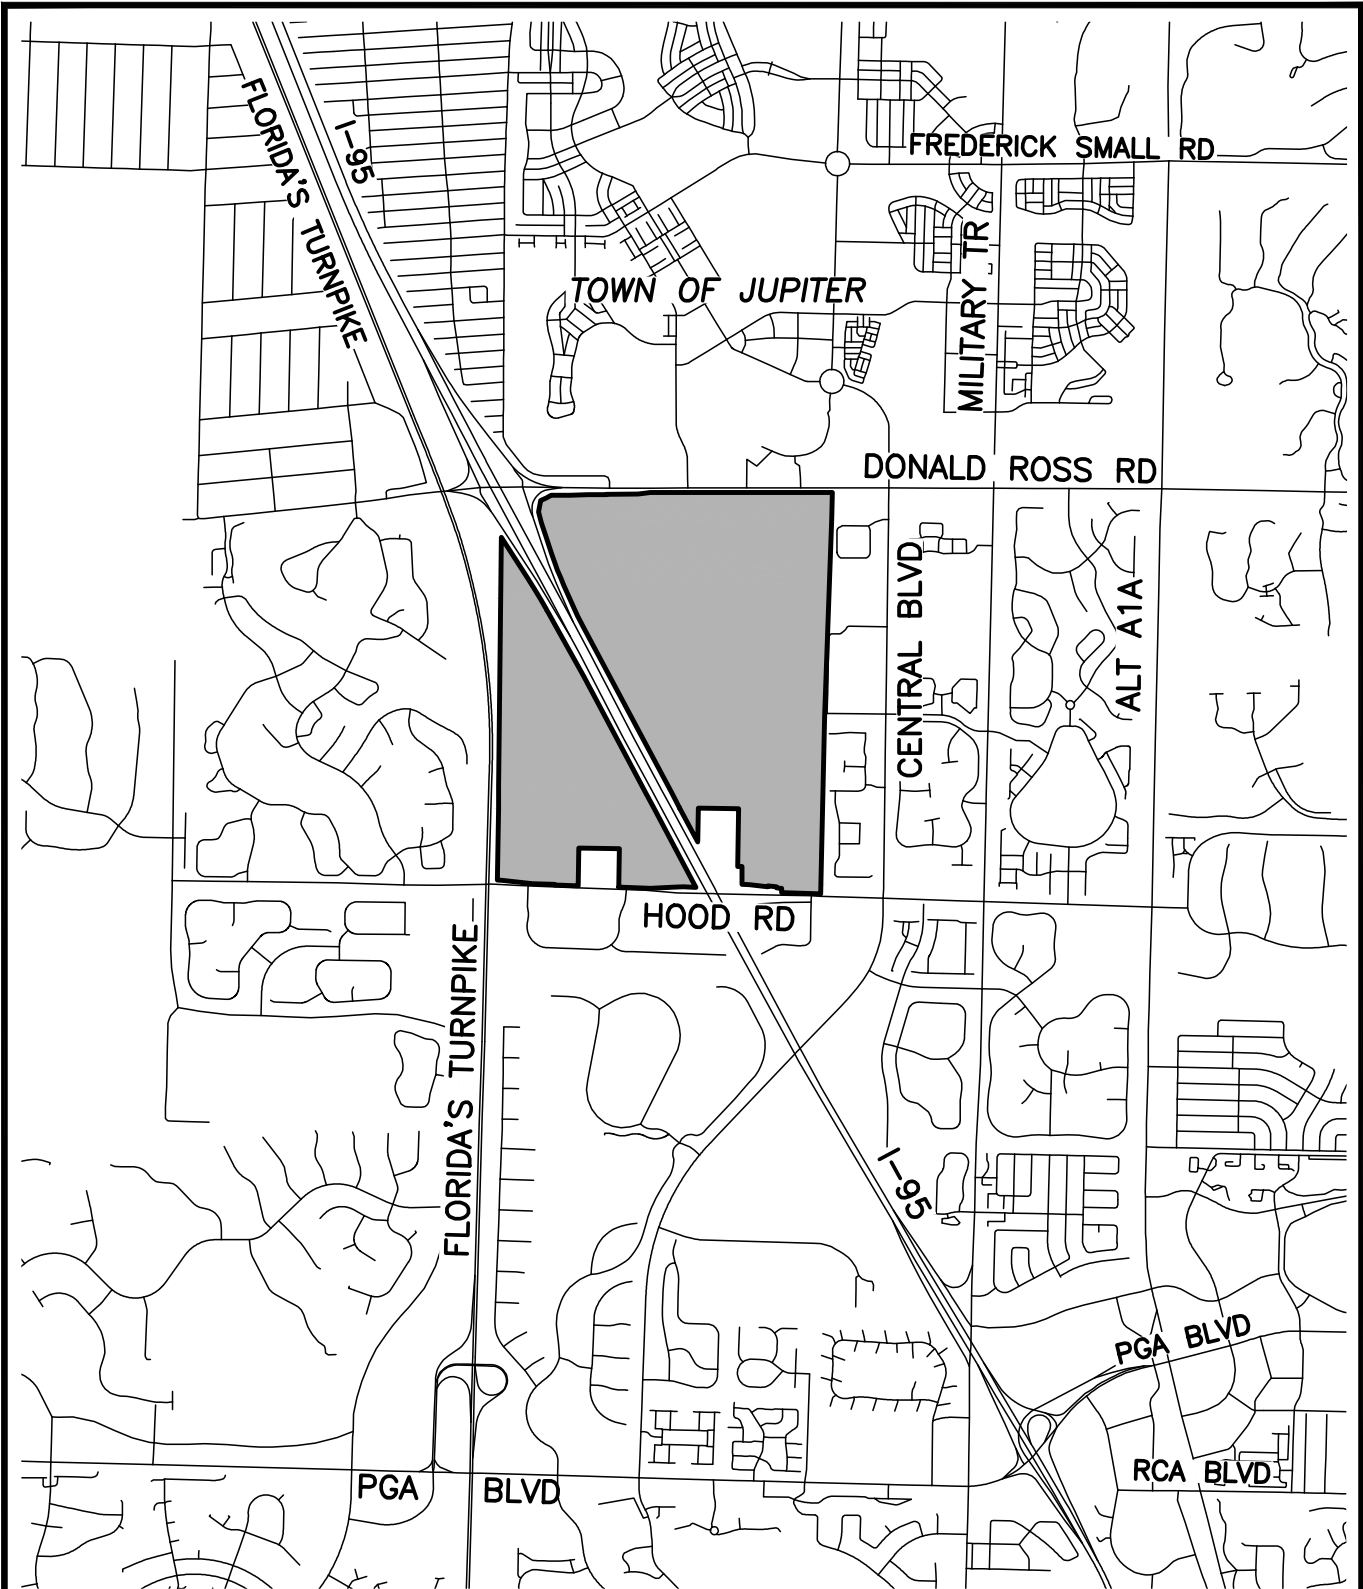 FLORIDA'S TURNPIKE
I-95
FREDERICK SMALL RD
TOWN OF JUPITER
MILITARY TR
DONALD ROSS RD
CENTRAL BLVD
ALT A1A
HOOD RD
FLORIDA'S TURNPIKE
I-95
PGA BLVD
RCA BLVD
PGA BLVD